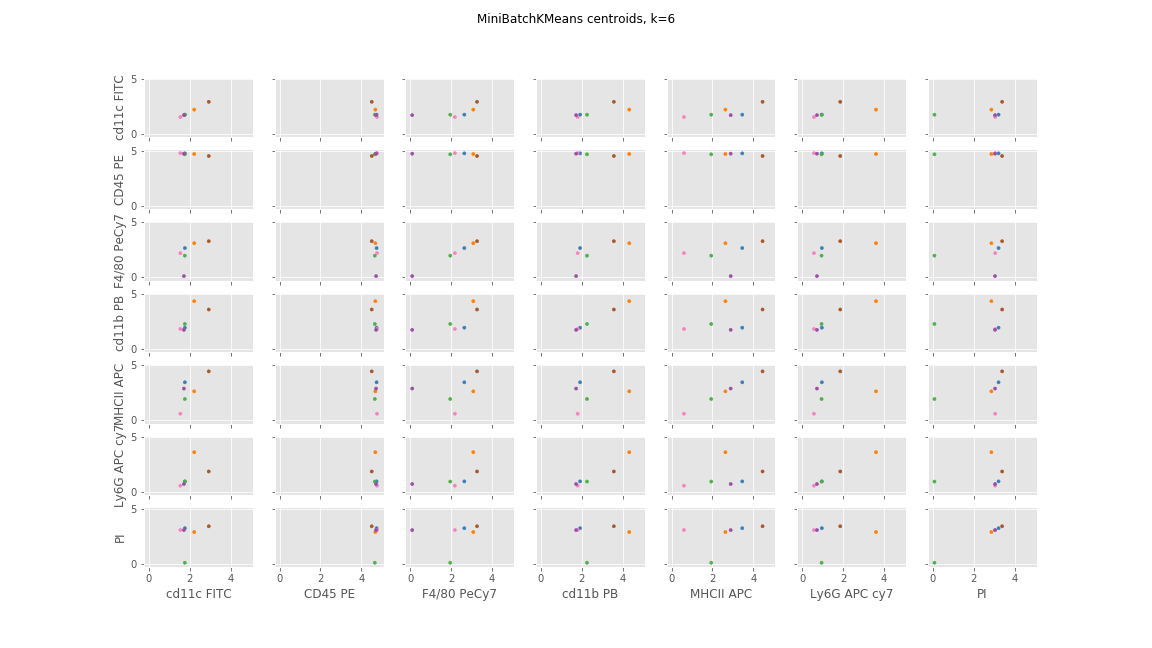 MiniBatchKMeans centroids, k=6
cd11c FITC
5
0
CD45 PE
5
0
F4/80 PeCy7
5
0
cd11b PB
5
0
MHCII APC
5
0
Ly6G APC cy7
5
0
PI
5
0
0 2 4 0 2 4 0 2 4 0 2 4 0 2 4 0 2 4 0 2 4
cd11c FITC CD45 PE F4/80 PeCy7 cd11b PB MHCII APC Ly6G APC cy7 PI